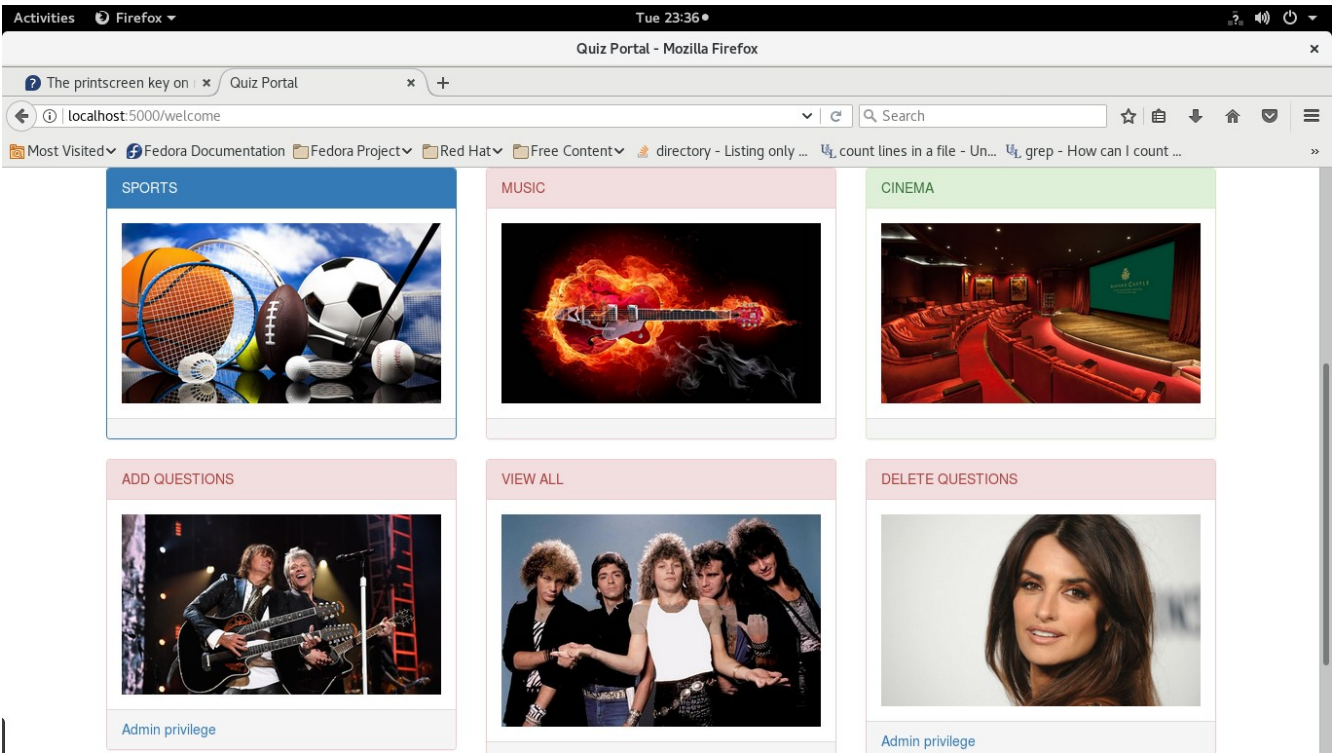 Activities Firefox Tue 23:36
Quiz Portal - Mozilla Firefox
The printscreen key on Quiz Portal
localhost:5000/welcome Search
Most Visited Fedora Documentation Fedora Project Red Hat Free Content directory - Listing only ... count lines in a file - Un... grep - How can I count ... »
SPORTS MUSIC CINEMA
ADD QUESTIONS VIEW ALL DELETE QUESTIONS
Admin privilege
Admin privilege